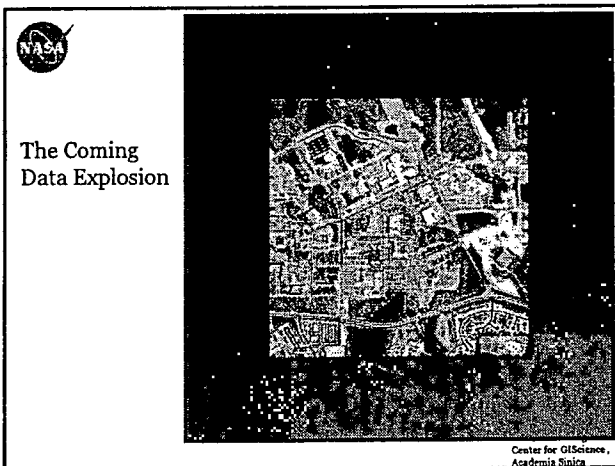 NASA
The Coming
Data Explosion
Center for GIScience,
Academia Sinica